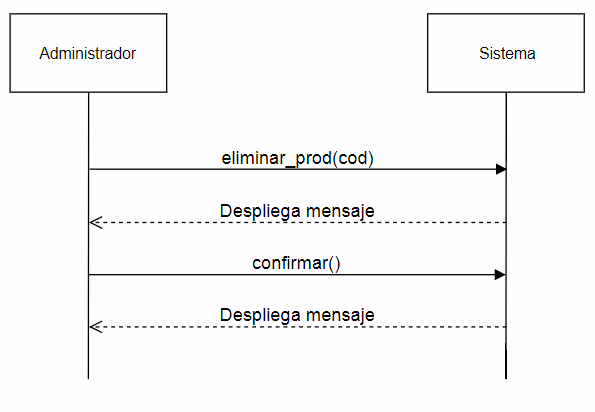 Administrador
Sistema
eliminar_prod(cod)
Despliega mensaje
confirmar()
Despliega mensaje